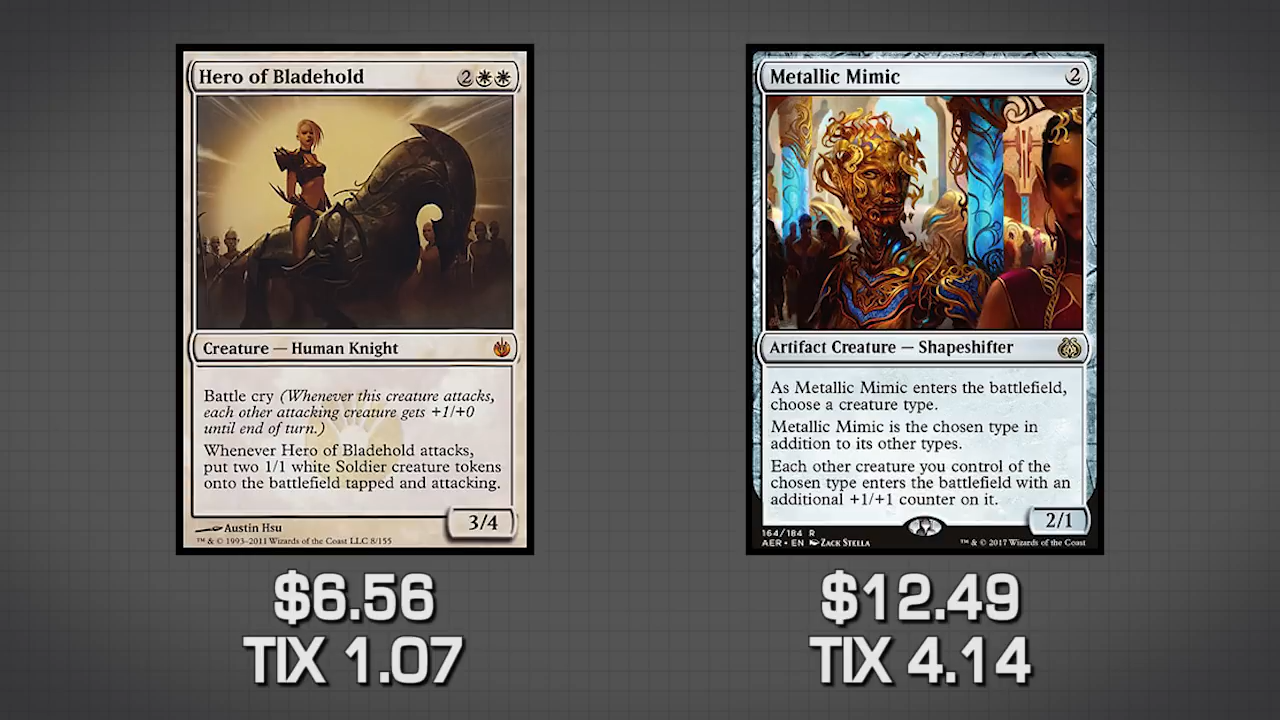 Hero of Bladehold 2
Creature — Human Knight
Battle cry (Whenever this creature attacks,
each other attacking creature gets +1/+0
until end of turn.)
Whenever Hero of Bladehold attacks,
put two 1/1 white Soldier creature tokens
onto the battlefield tapped and attacking.
3/4
Austin Hsu
™ & © 1993–2011 Wizards of the Coast LLC 8/155
$6.56
TIX 1.07
Metallic Mimic 2
Artifact Creature — Shapeshifter
As Metallic Mimic enters the battlefield,
choose a creature type.
Metallic Mimic is the chosen type in
addition to its other types.
Each other creature you control of the
chosen type enters the battlefield with an
additional +1/+1 counter on it.
2/1
164/184 R
AER • EN Zack Stella ™ & © 2017 Wizards of the Coast
$12.49
TIX 4.14